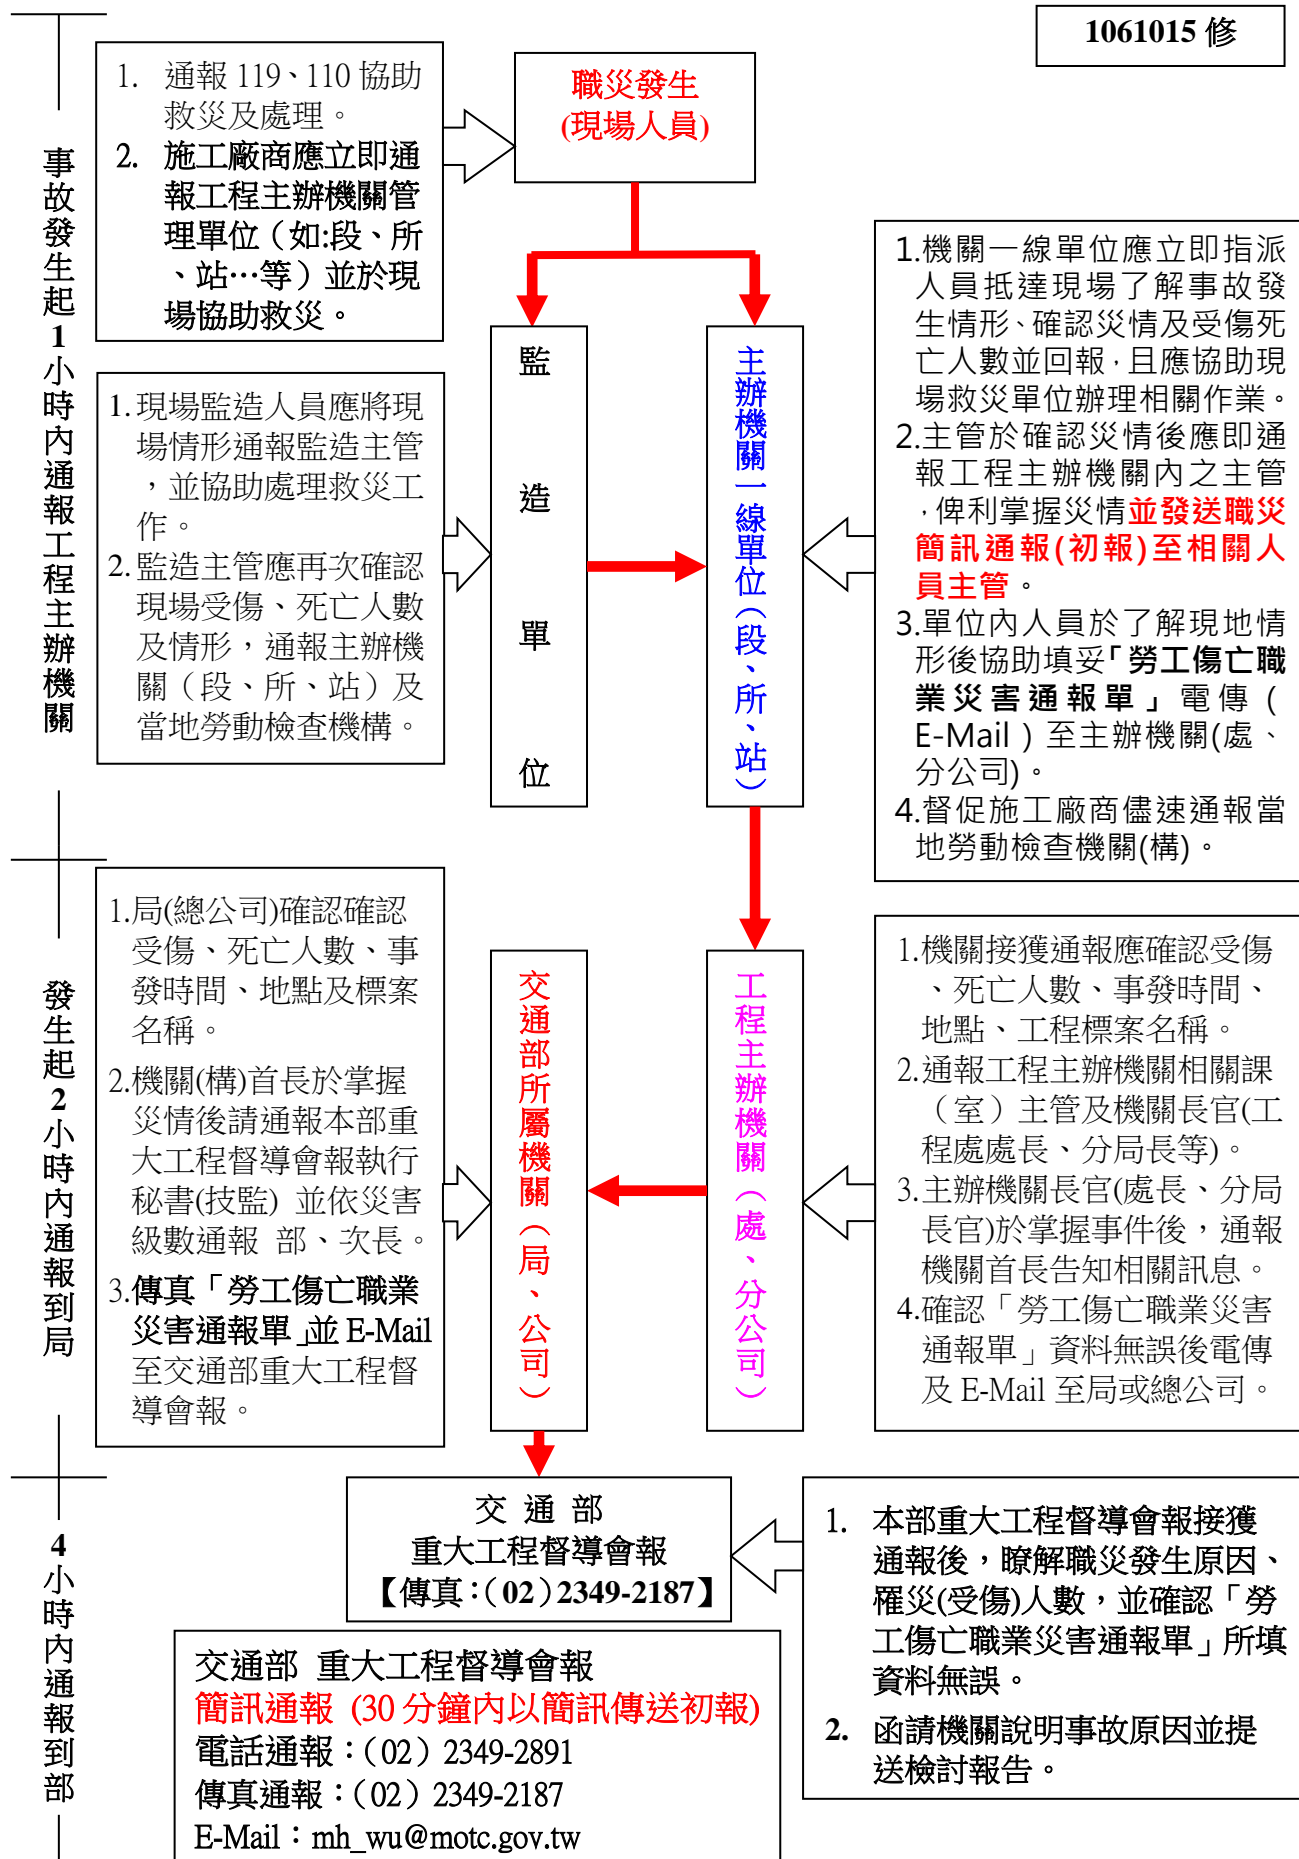 1061015 修
事故發生起1小時內通報工程主辦機關
1. 通報 119、110 協助
救災及處理。
2. 施工廠商應立即通
報工程主辦機關管
理單位（如:段、所
、站…等）並於現
場協助救災。
職災發生
(現場人員)
1.現場監造人員應將現
場情形通報監造主管
，並協助處理救災工
作。
2.監造主管應再次確認
現場受傷、死亡人數
及情形，通報主辦機
關（段、所、站）及
當地勞動檢查機構。
監造單位
主辦機關一線單位（段、所、站）
1.機關一線單位應立即指派
人員抵達現場了解事故發
生情形、確認災情及受傷死
亡人數並回報，且應協助現
場救災單位辦理相關作業。
2.主管於確認災情後應即通
報工程主辦機關內之主管
，俾利掌握災情並發送職災
簡訊通報(初報)至相關人
員主管。
3.單位內人員於了解現地情
形後協助填妥「勞工傷亡職
業災害通報單」電傳（
E-Mail ) 至主辦機關(處、
分公司)。
4.督促施工廠商儘速通報當
地勞動檢查機關(構)。
發生起2小時內通報到局
1.局(總公司)確認確認
受傷、死亡人數、事
發時間、地點及標案
名稱。
2.機關(構)首長於掌握
災情後請通報本部重
大工程督導會報執行
秘書(技監) 並依災害
級數通報 部、次長。
3.傳真「勞工傷亡職業
災害通報單」並 E-Mail
至交通部重大工程督
導會報。
交通部所屬機關（局、公司）
工程主辦機關（處、分公司）
1.機關接獲通報應確認受傷
、死亡人數、事發時間、
地點、工程標案名稱。
2.通報工程主辦機關相關課
（室）主管及機關長官(工
程處處長、分局長等)。
3.主辦機關長官(處長、分局
長官)於掌握事件後，通報
機關首長告知相關訊息。
4.確認「勞工傷亡職業災害
通報單」資料無誤後電傳
及 E-Mail 至局或總公司。
4小時內通報到部
交 通 部
重大工程督導會報
【傳真：（02）2349-2187】
1. 本部重大工程督導會報接獲
通報後，瞭解職災發生原因、
罹災(受傷)人數，並確認「勞
工傷亡職業災害通報單」所填
資料無誤。
2. 函請機關說明事故原因並提
送檢討報告。
交通部 重大工程督導會報
簡訊通報 (30 分鐘內以簡訊傳送初報)
電話通報：（02）2349-2891
傳真通報：（02）2349-2187
E-Mail：mh_wu@motc.gov.tw